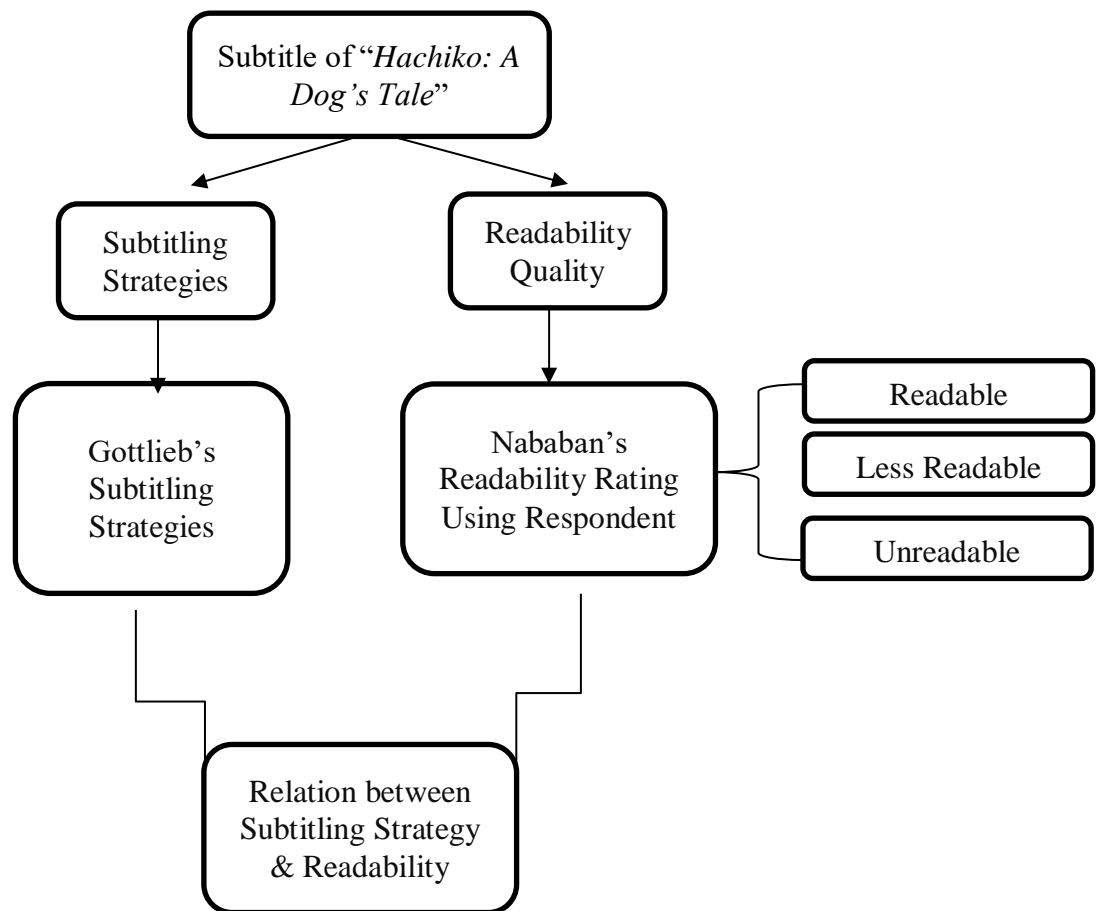 Subtitle of “Hachiko: A
Dog’s Tale”
Subtitling
Strategies
Readability
Quality
Gottlieb’s
Subtitling
Strategies
Nababan’s
Readability Rating
Using Respondent
Readable
Less Readable
Unreadable
Relation between
Subtitling Strategy
& Readability